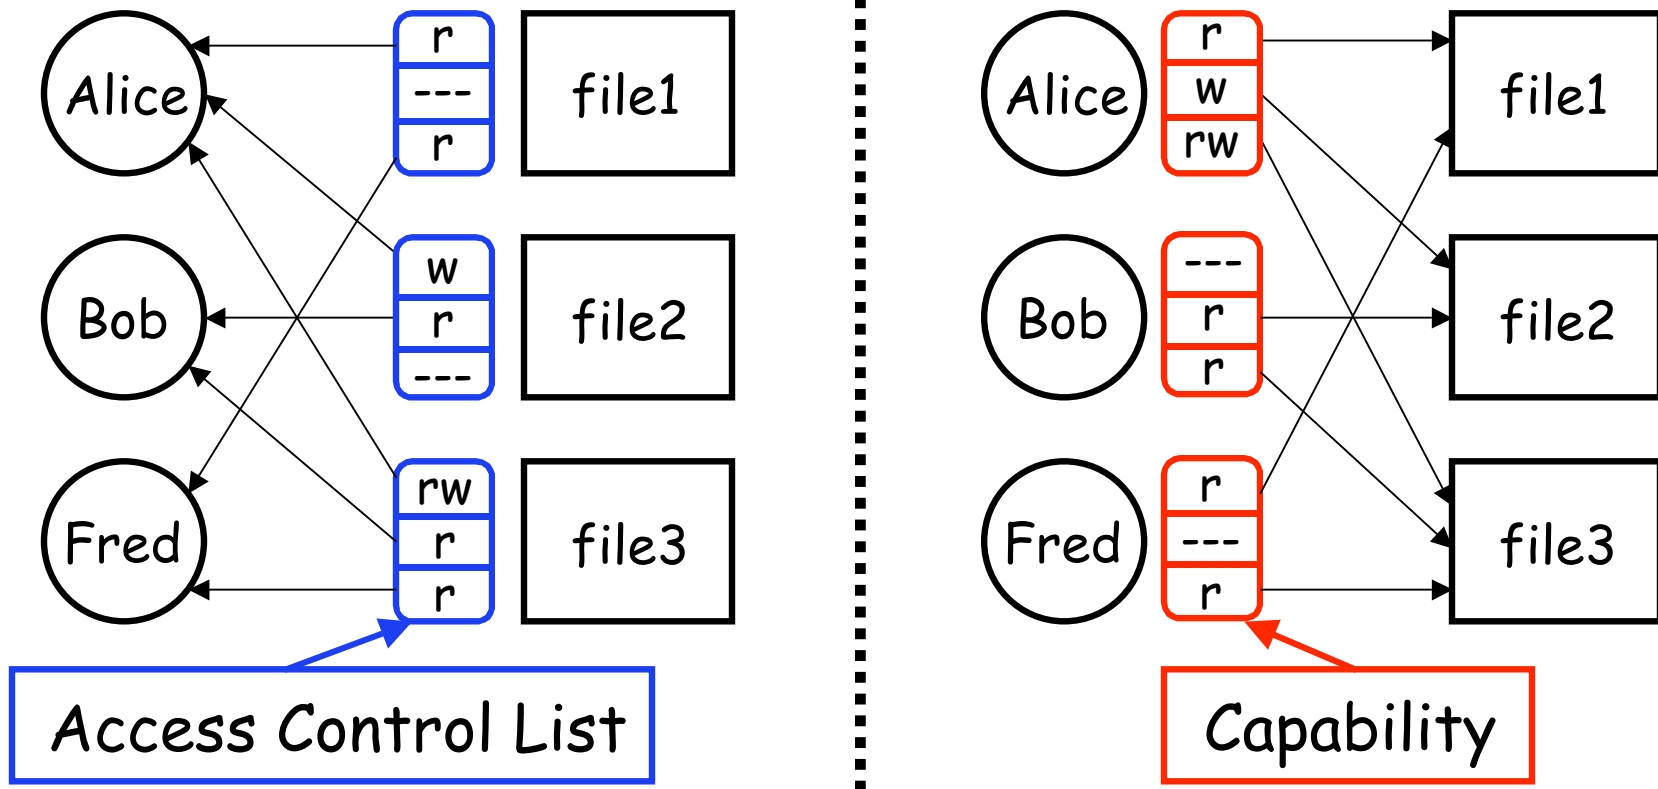 Alice
r
---
r
file1
Bob
w
r
---
file2
Fred
rw
r
r
file3
Access Control List
Alice
r
w
rw
file1
Bob
---
r
r
file2
Fred
r
---
r
file3
Capability